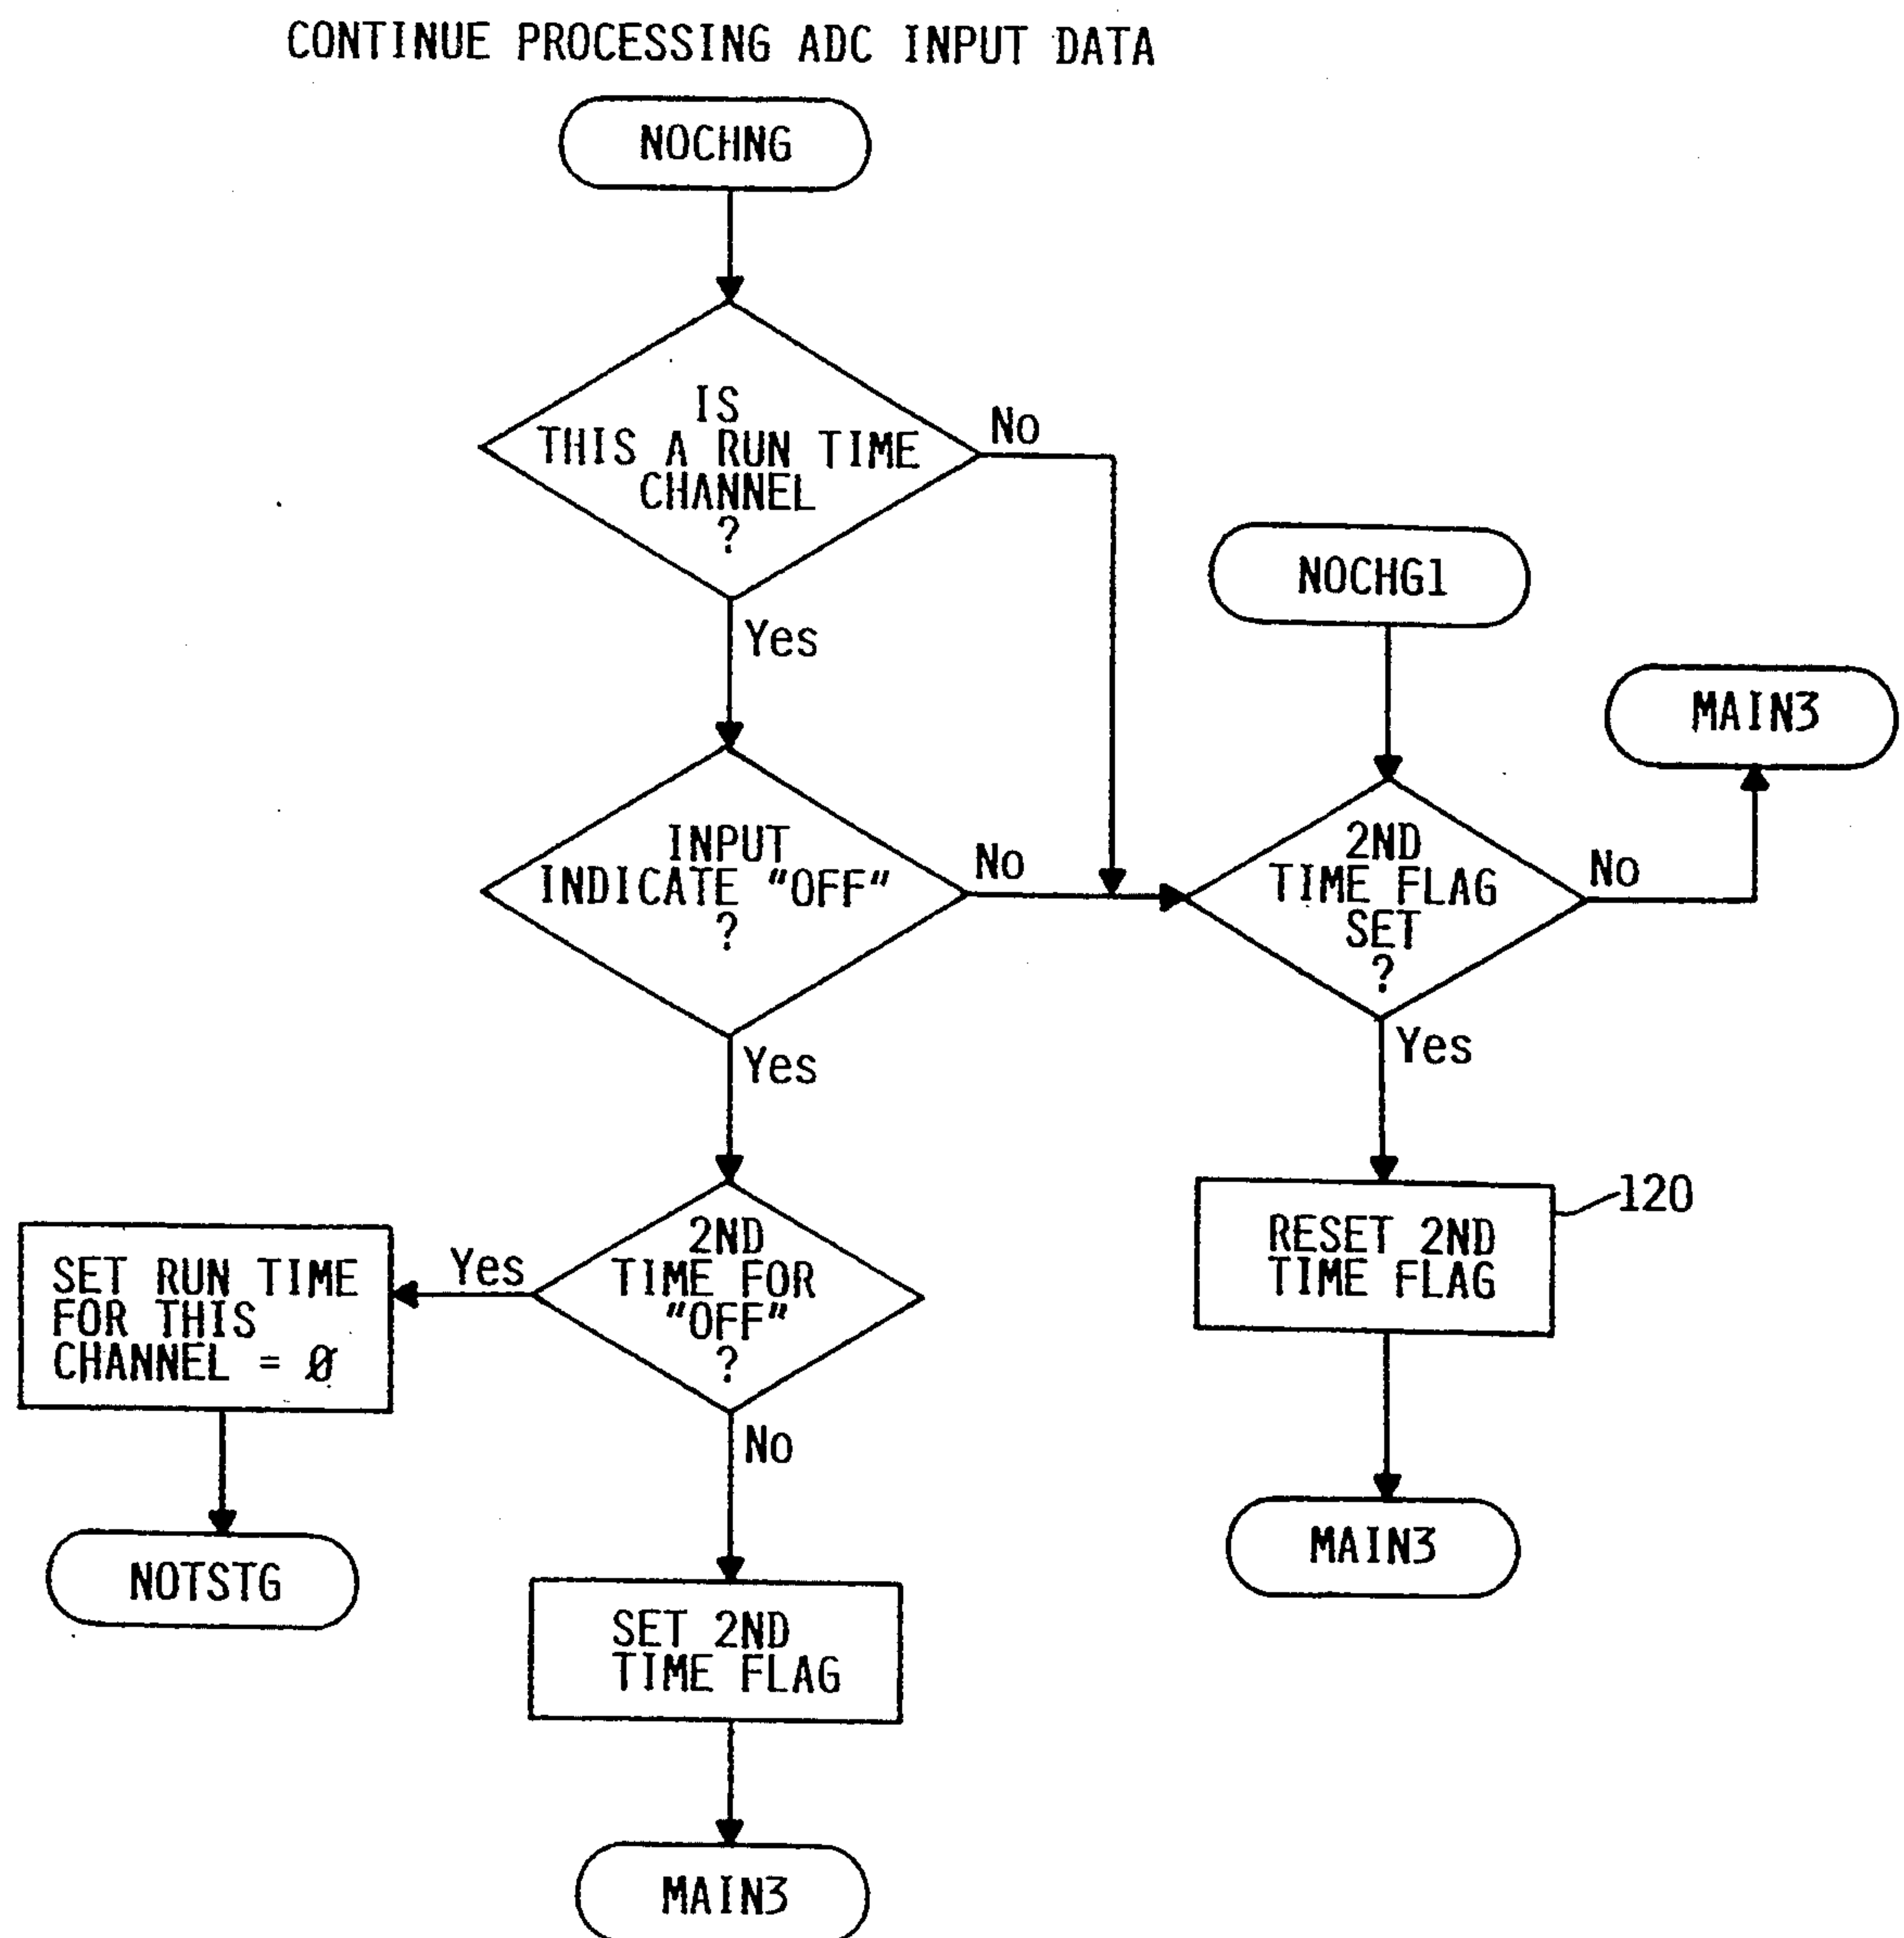 CONTINUE PROCESSING ADC INPUT DATA
NOCHNG
IS
THIS A RUN TIME
CHANNEL
?
No
Yes
NOCHG1
MAIN3
INPUT
INDICATE "OFF"
?
No
Yes
2ND
TIME FLAG
SET
?
No
Yes
120
RESET 2ND
TIME FLAG
MAIN3
2ND
TIME FOR
"OFF"
?
Yes
No
SET RUN TIME
FOR THIS
CHANNEL = Ø
NOTSTG
SET 2ND
TIME FLAG
MAIN3